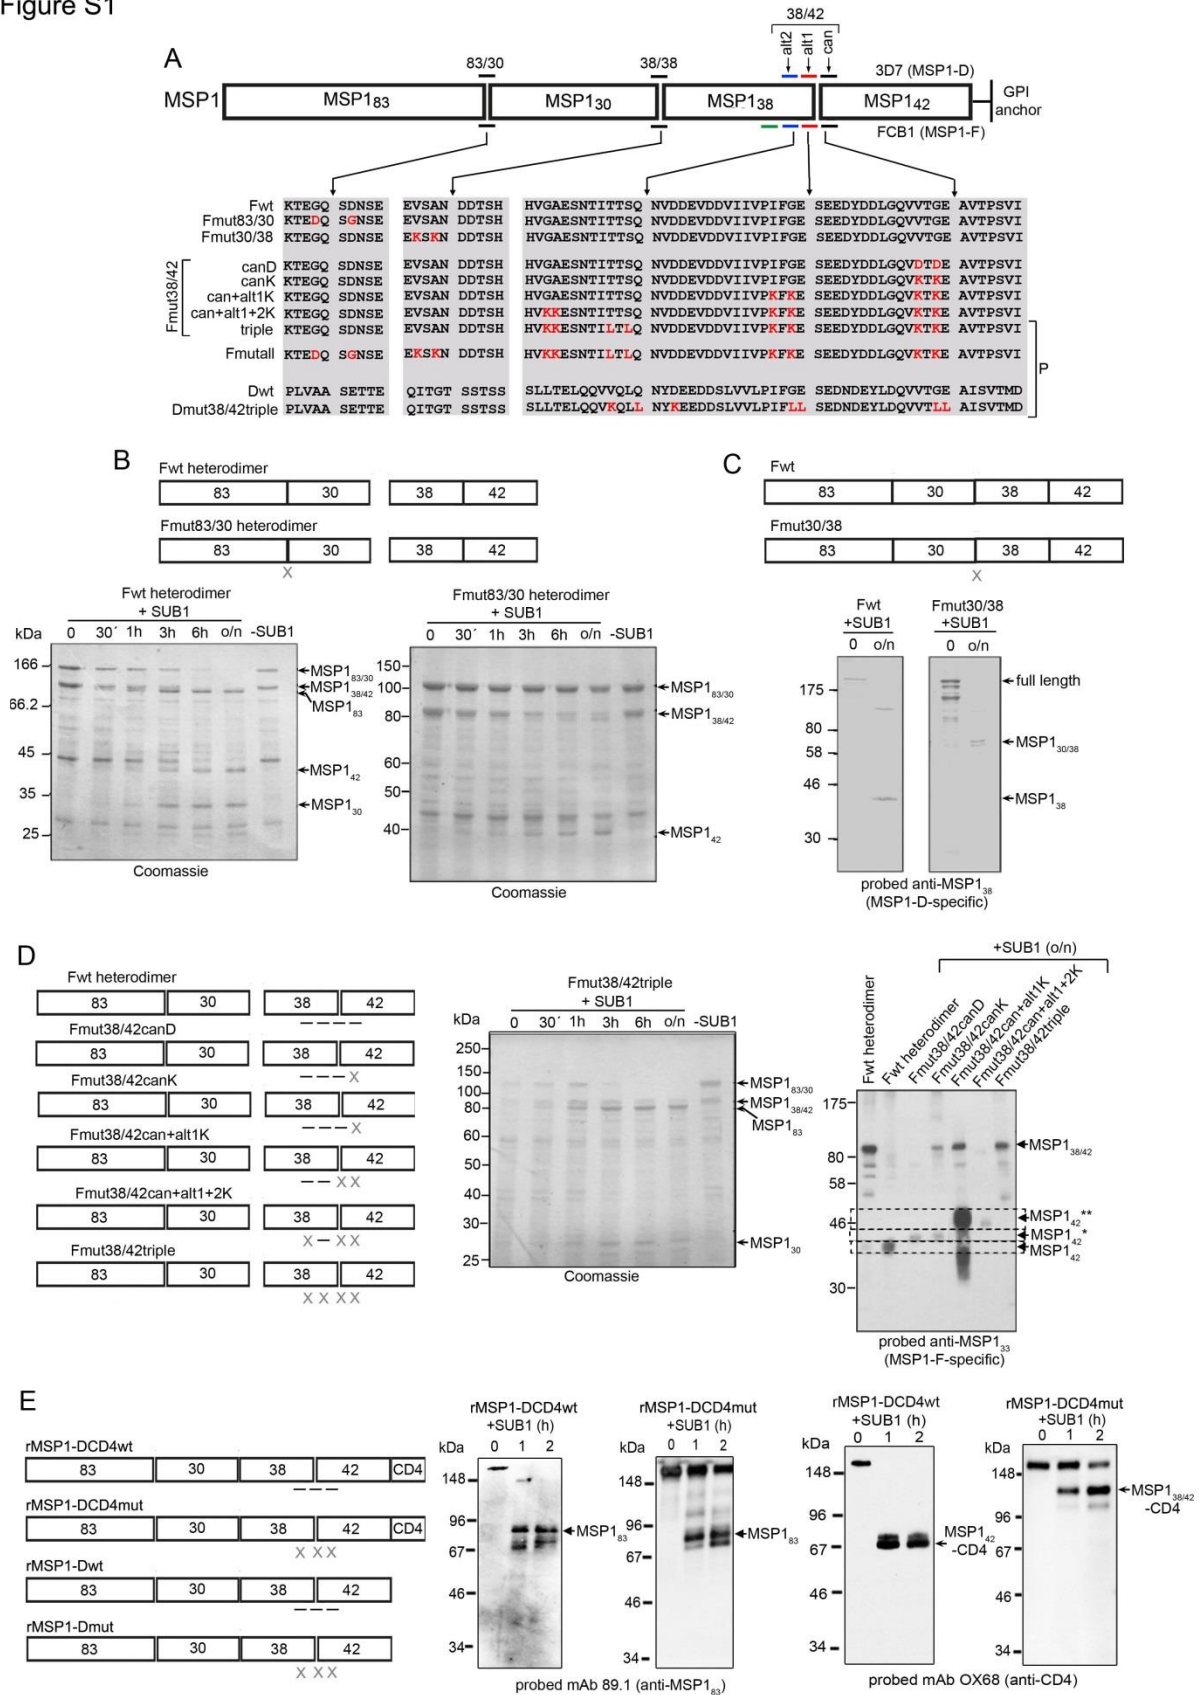 Figure S1
A
38/42
alt2 alt1 can
83/30 38/38 3D7 (MSP1-D)
MSP1 MSP1₈₃ MSP1₃₀ MSP1₃₈ MSP1₄₂ GPI anchor
FCB1 (MSP1-F)
Fwt KTEGQ SDNSE EVSAN DDTSH HVGAESNTITTSQ NVDDEVDDVIIVPIFGE SEEDYDDLGQVVTGE AVTPSVI
Fmut83/30 KTEDQ SGNSE EVSAN DDTSH HVGAESNTITTSQ NVDDEVDDVIIVPIFGE SEEDYDDLGQVVTGE AVTPSVI
Fmut30/38 KTEGQ SDNSE EKSKN DDTSH HVGAESNTITTSQ NVDDEVDDVIIVPIFGE SEEDYDDLGQVVTGE AVTPSVI
Fmut38/42
canD KTEGQ SDNSE EVSAN DDTSH HVGAESNTITTSQ NVDDEVDDVIIVPIFGE SEEDYDDLGQVDTDE AVTPSVI
canK KTEGQ SDNSE EVSAN DDTSH HVGAESNTITTSQ NVDDEVDDVIIVPIFGE SEEDYDDLGQVKTKE AVTPSVI
can+alt1K KTEGQ SDNSE EVSAN DDTSH HVGAESNTITTSQ NVDDEVDDVIIVPKFKE SEEDYDDLGQVKTKE AVTPSVI
can+alt1+2K KTEGQ SDNSE EVSAN DDTSH HVKKESNTITTSQ NVDDEVDDVIIVPKFKE SEEDYDDLGQVKTKE AVTPSVI
triple KTEGQ SDNSE EVSAN DDTSH HVKKESNTILTLQ NVDDEVDDVIIVPKFKE SEEDYDDLGQVKTKE AVTPSVI
Fmutall KTEDQ SGNSE EKSKN DDTSH HVKKESNTILTLQ NVDDEVDDVIIVPKFKE SEEDYDDLGQVKTKE AVTPSVI
P
Dwt PLVAA SETTE QITGT SSTSS SLLTELQQVVQLQ NYDEEDDSLVVLPIFGE SEDNDEYLDQVVTGE AISVTMD
Dmut38/42triple PLVAA SETTE QITGT SSTSS SLLTELQQVKQLL NYKEEDDSLVVLPIFLL SEDNDEYLDQVVTLL AISVTMD
B
Fwt heterodimer
83 30 38 42
Fmut83/30 heterodimer
83 30 38 42
X
Fwt heterodimer
+ SUB1
kDa 0 30´ 1h 3h 6h o/n -SUB1
166
66.2
45
35
25
MSP1₈₃/₃₀
MSP1₃₈/₄₂
MSP1₈₃
MSP1₄₂
MSP1₃₀
Coomassie
Fmut83/30 heterodimer
+ SUB1
0 30´ 1h 3h 6h o/n -SUB1
150
100
80
60
50
40
MSP1₈₃/₃₀
MSP1₃₈/₄₂
MSP1₄₂
Coomassie
C
Fwt
83 30 38 42
Fmut30/38
83 30 38 42
X
Fwt Fmut30/38
+SUB1 +SUB1
0 o/n 0 o/n
175
80
58
46
30
full length
MSP1₃₀/₃₈
MSP1₃₈
probed anti-MSP1₃₈
(MSP1-D-specific)
D
Fwt heterodimer
83 30 38 42
Fmut38/42canD
83 30 38 42
X
Fmut38/42canK
83 30 38 42
X
Fmut38/42can+alt1K
83 30 38 42
XX
Fmut38/42can+alt1+2K
83 30 38 42
X XX
Fmut38/42triple
83 30 38 42
X X XX
Fmut38/42triple
+ SUB1
kDa 0 30´ 1h 3h 6h o/n -SUB1
250
150
100
80
60
50
40
30
25
MSP1₈₃/₃₀
MSP1₃₈/₄₂
MSP1₈₃
MSP1₃₀
Coomassie
+SUB1 (o/n)
Fwt heterodimer
Fwt heterodimer
Fmut38/42canD
Fmut38/42canK
Fmut38/42can+alt1K
Fmut38/42can+alt1+2K
Fmut38/42triple
175
80
58
46
30
MSP1₃₈/₄₂
MSP1₄₂**
MSP1₄₂*
MSP1₄₂
probed anti-MSP1₃₃
(MSP1-F-specific)
E
rMSP1-DCD4wt
83 30 38 42 CD4
rMSP1-DCD4mut
83 30 38 42 CD4
X XX
rMSP1-Dwt
83 30 38 42
rMSP1-Dmut
83 30 38 42
X XX
rMSP1-DCD4wt
+SUB1 (h)
kDa 0 1 2
148
96
67
46
34
MSP1₈₃
rMSP1-DCD4mut
+SUB1 (h)
kDa 0 1 2
148
96
67
46
34
MSP1₈₃
probed mAb 89.1 (anti-MSP1₈₃)
rMSP1-DCD4wt
+SUB1 (h)
kDa 0 1 2
148
96
67
46
34
MSP1₄₂
-CD4
rMSP1-DCD4mut
+SUB1 (h)
kDa 0 1 2
148
96
67
46
34
MSP1₃₈/₄₂
-CD4
probed mAb OX68 (anti-CD4)